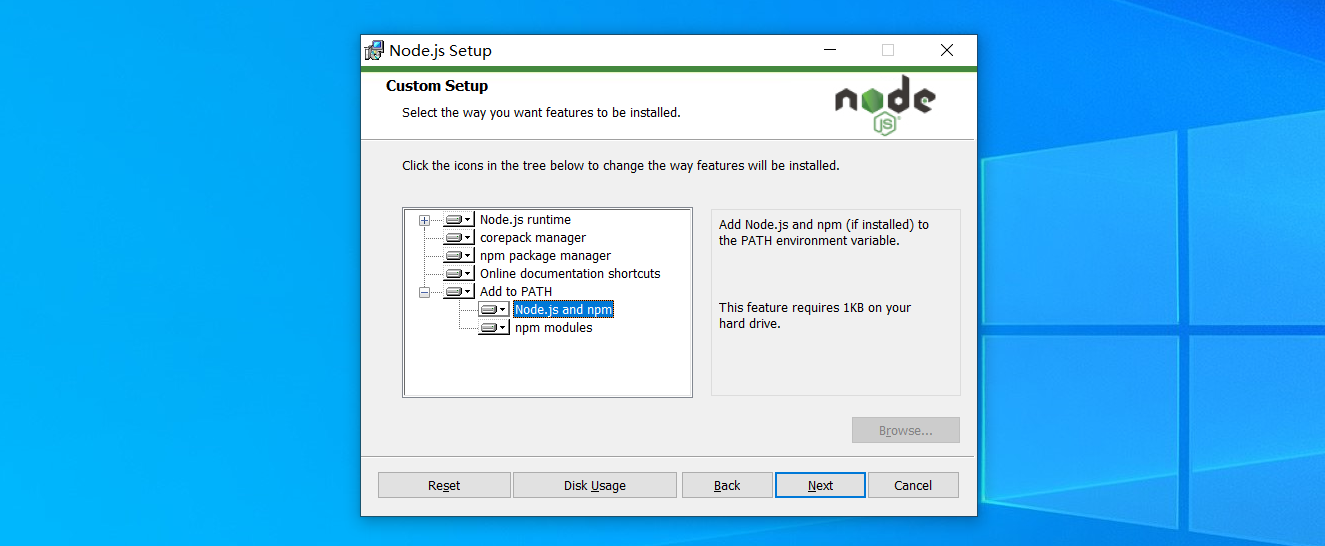 Node.js Setup
Custom Setup
Select the way you want features to be installed.
node
JS
Click the icons in the tree below to change the way features will be installed.
Node.js runtime
corepack manager
npm package manager
Online documentation shortcuts
Add to PATH
Node.js and npm
npm modules
Add Node.js and npm (if installed) to
the PATH environment variable.
This feature requires 1KB on your
hard drive.
Browse...
Reset
Disk Usage
Back
Next
Cancel